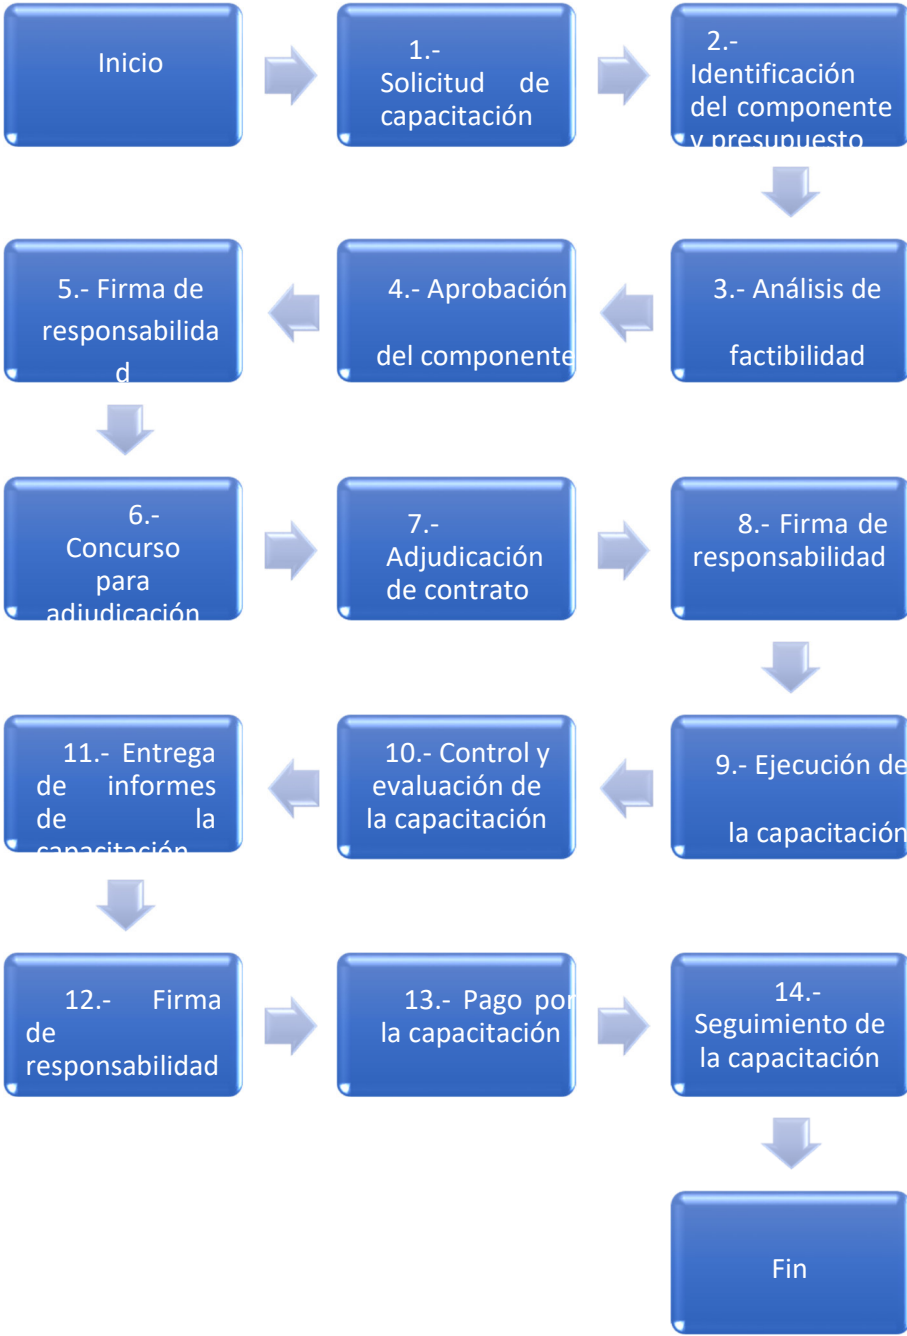 Inicio
1.-
Solicitud de
capacitación
2.-
Identificación
del componente
y presupuesto
3.- Análisis de
factibilidad
4.- Aprobación
del componente
5.- Firma de
responsabilida
d
6.-
Concurso
para
adjudicación
7.-
Adjudicación
de contrato
8.- Firma de
responsabilidad
9.- Ejecución de
la capacitación
10.- Control y
evaluación de
la capacitación
11.- Entrega
de informes
de la
capacitación
12.- Firma
de
responsabilidad
13.- Pago por
la capacitación
14.-
Seguimiento de
la capacitación
Fin